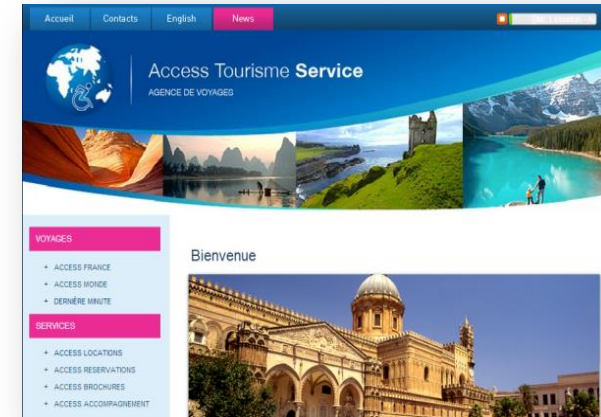 Accueil Contacts English News
Access Tourisme Service
AGENCE DE VOYAGES
VOYAGES
+ ACCESS FRANCE
+ ACCESS MONDE
+ DERNIÈRE MINUTE
SERVICES
+ ACCESS LOCATIONS
+ ACCESS RESERVATIONS
+ ACCESS BROCHURES
+ ACCESS ACCOMPAGNEMENT
Bienvenue